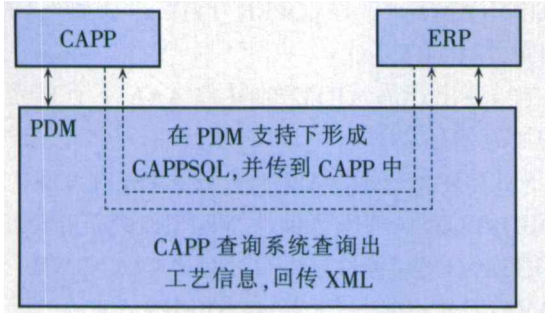 CAPP
ERP
PDM
在 PDM 支持下形成
CAPPSQL,并传到 CAPP 中
CAPP 查询系统查询出
工艺信息,回传 XML